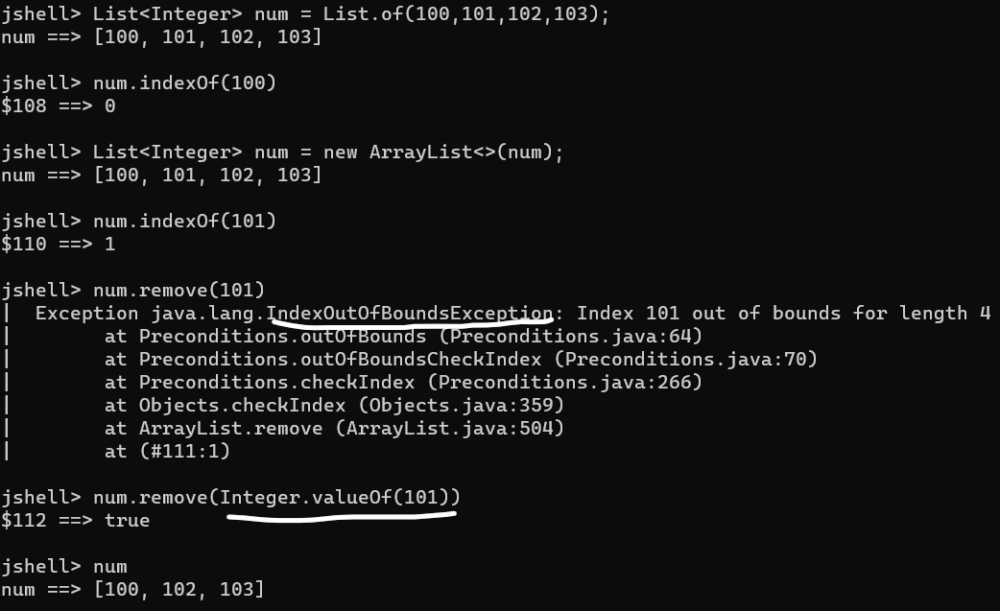 jshell> List<Integer> num = List.of(100,101,102,103);
num ==> [100, 101, 102, 103]
jshell> num.indexOf(100)
$108 ==> 0
jshell> List<Integer> num = new ArrayList<>(num);
num ==> [100, 101, 102, 103]
jshell> num.indexOf(101)
$110 ==> 1
jshell> num.remove(101)
|  Exception java.lang.IndexOutOfBoundsException: Index 101 out of bounds for length 4
|        at Preconditions.outOfBounds (Preconditions.java:64)
|        at Preconditions.outOfBoundsCheckIndex (Preconditions.java:70)
|        at Preconditions.checkIndex (Preconditions.java:266)
|        at Objects.checkIndex (Objects.java:359)
|        at ArrayList.remove (ArrayList.java:504)
|        at (#111:1)
jshell> num.remove(Integer.valueOf(101))
$112 ==> true
jshell> num
num ==> [100, 102, 103]